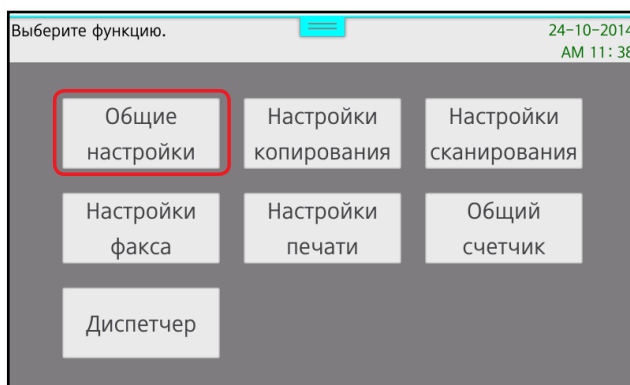 Выберите функцию.
24-10-2014
AM 11:38
Общие
настройки
Настройки
копирования
Настройки
сканирования
Настройки
факса
Настройки
печати
Общий
счетчик
Диспетчер